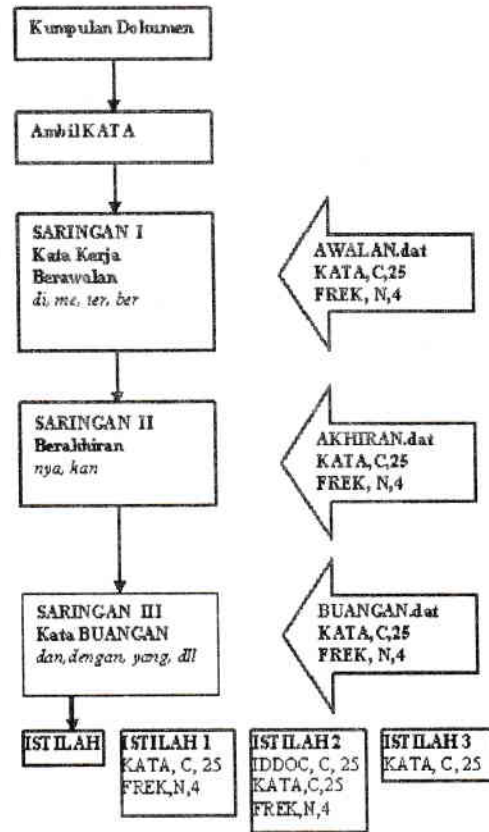 Kumpulan Dokumen
Ambil KATA
SARINGAN I
Kata Kerja
Berawalan
di, me, ter, ber
AWALAN.dat
KATA, C,25
FREK, N,4
SARINGAN II
Berakhiran
nya, kan
AKHIRAN.dat
KATA, C,25
FREK, N,4
SARINGAN III
Kata BUANGAN
dan, dengan, yang, dll
BUANGAN.dat
KATA, C,25
FREK, N,4
ISTILAH
ISTILAH 1
KATA, C, 25
FREK,N,4
ISTILAH 2
IDDOC, C, 25
KATA,C,25
FREK,N,4
ISTILAH 3
KATA, C, 25